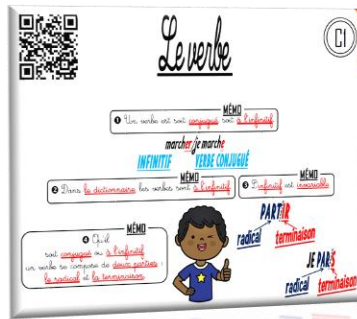 Le verbe
C1
MÉMO
❶ Un verbe est soit conjugué soit à l'infinitif
marcher/je marche
INFINITIF VERBE CONJUGUÉ
MÉMO
❷ Dans le dictionnaire les verbes sont à l'infinitif
MÉMO
❸ L'infinitif est invariable
MÉMO
❹ Qu'il
soit conjugué ou à l'infinitif
un verbe se compose de deux parties :
le radical et la terminaison
PARTIR
radical terminaison
JE PARS
radical terminaison